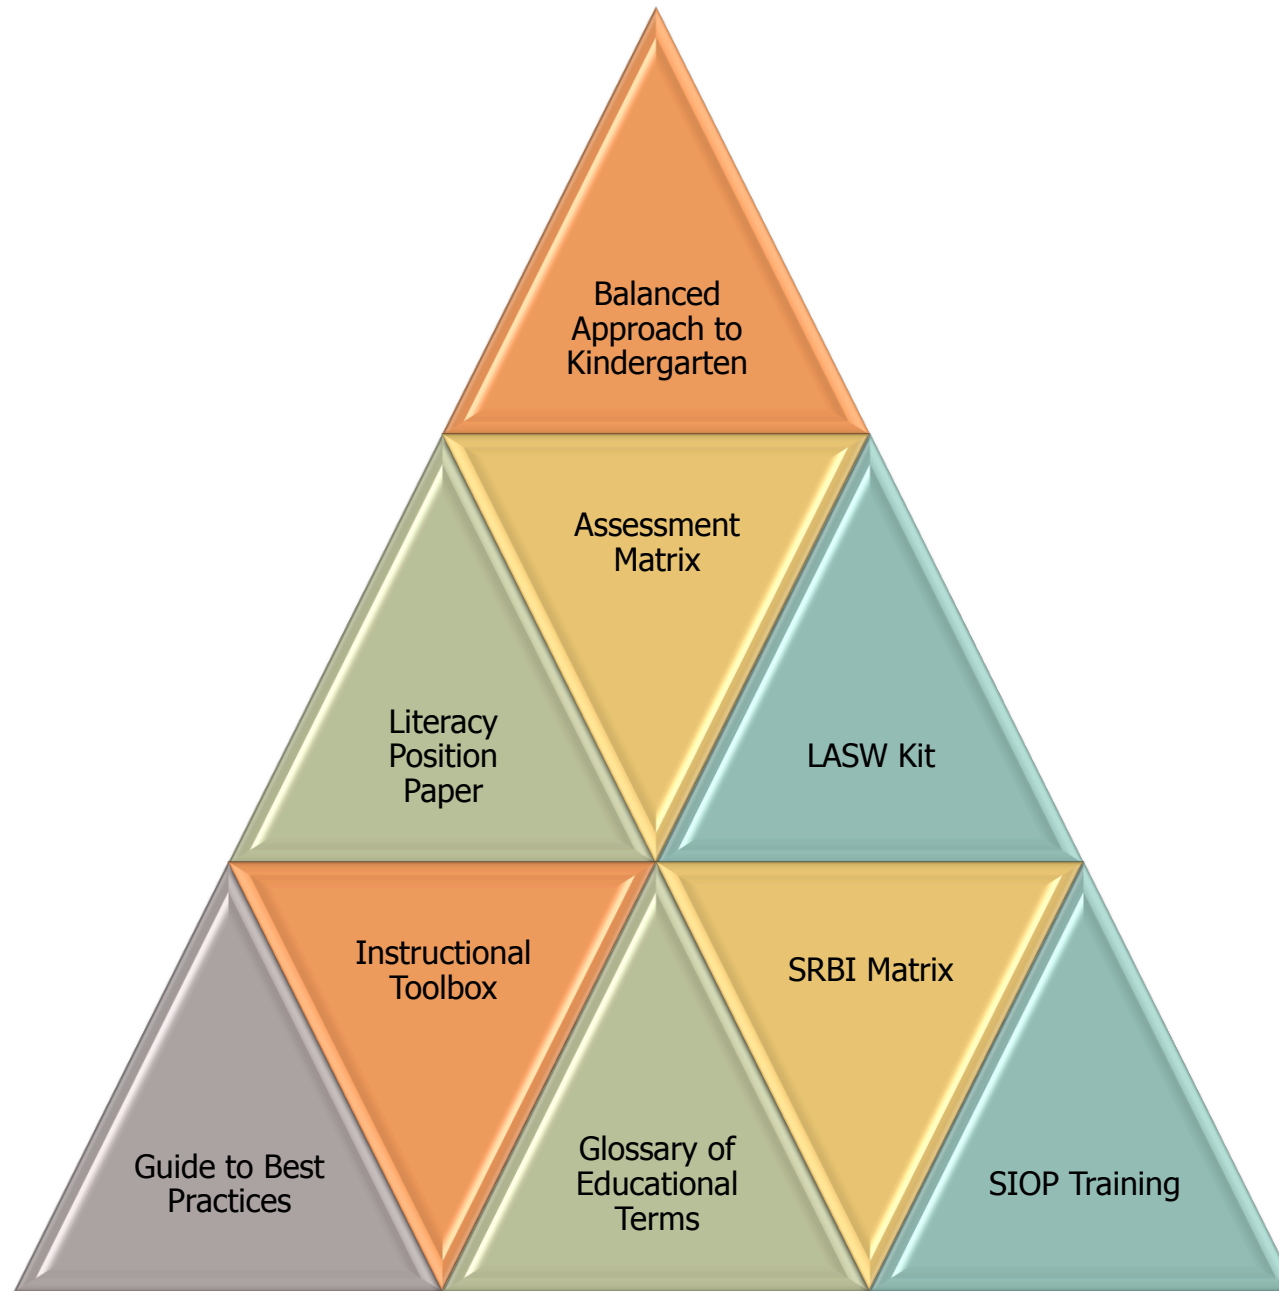 Balanced
Approach to
Kindergarten
Assessment
Matrix
Literacy
Position
Paper
LASW Kit
Instructional
Toolbox
SRBI Matrix
Guide to Best
Practices
Glossary of
Educational
Terms
SIOP Training